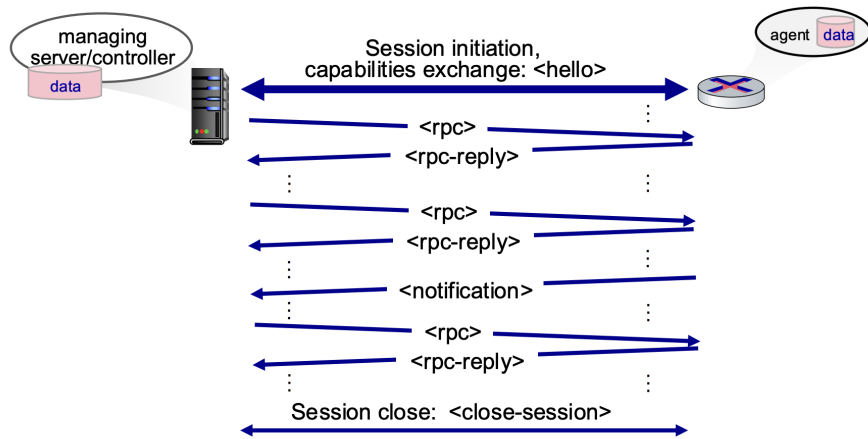 managing
server/controller
data
Session initiation,
capabilities exchange: <hello>
agent data
<rpc>
<rpc-reply>
<rpc>
<rpc-reply>
<notification>
<rpc>
<rpc-reply>
Session close: <close-session>